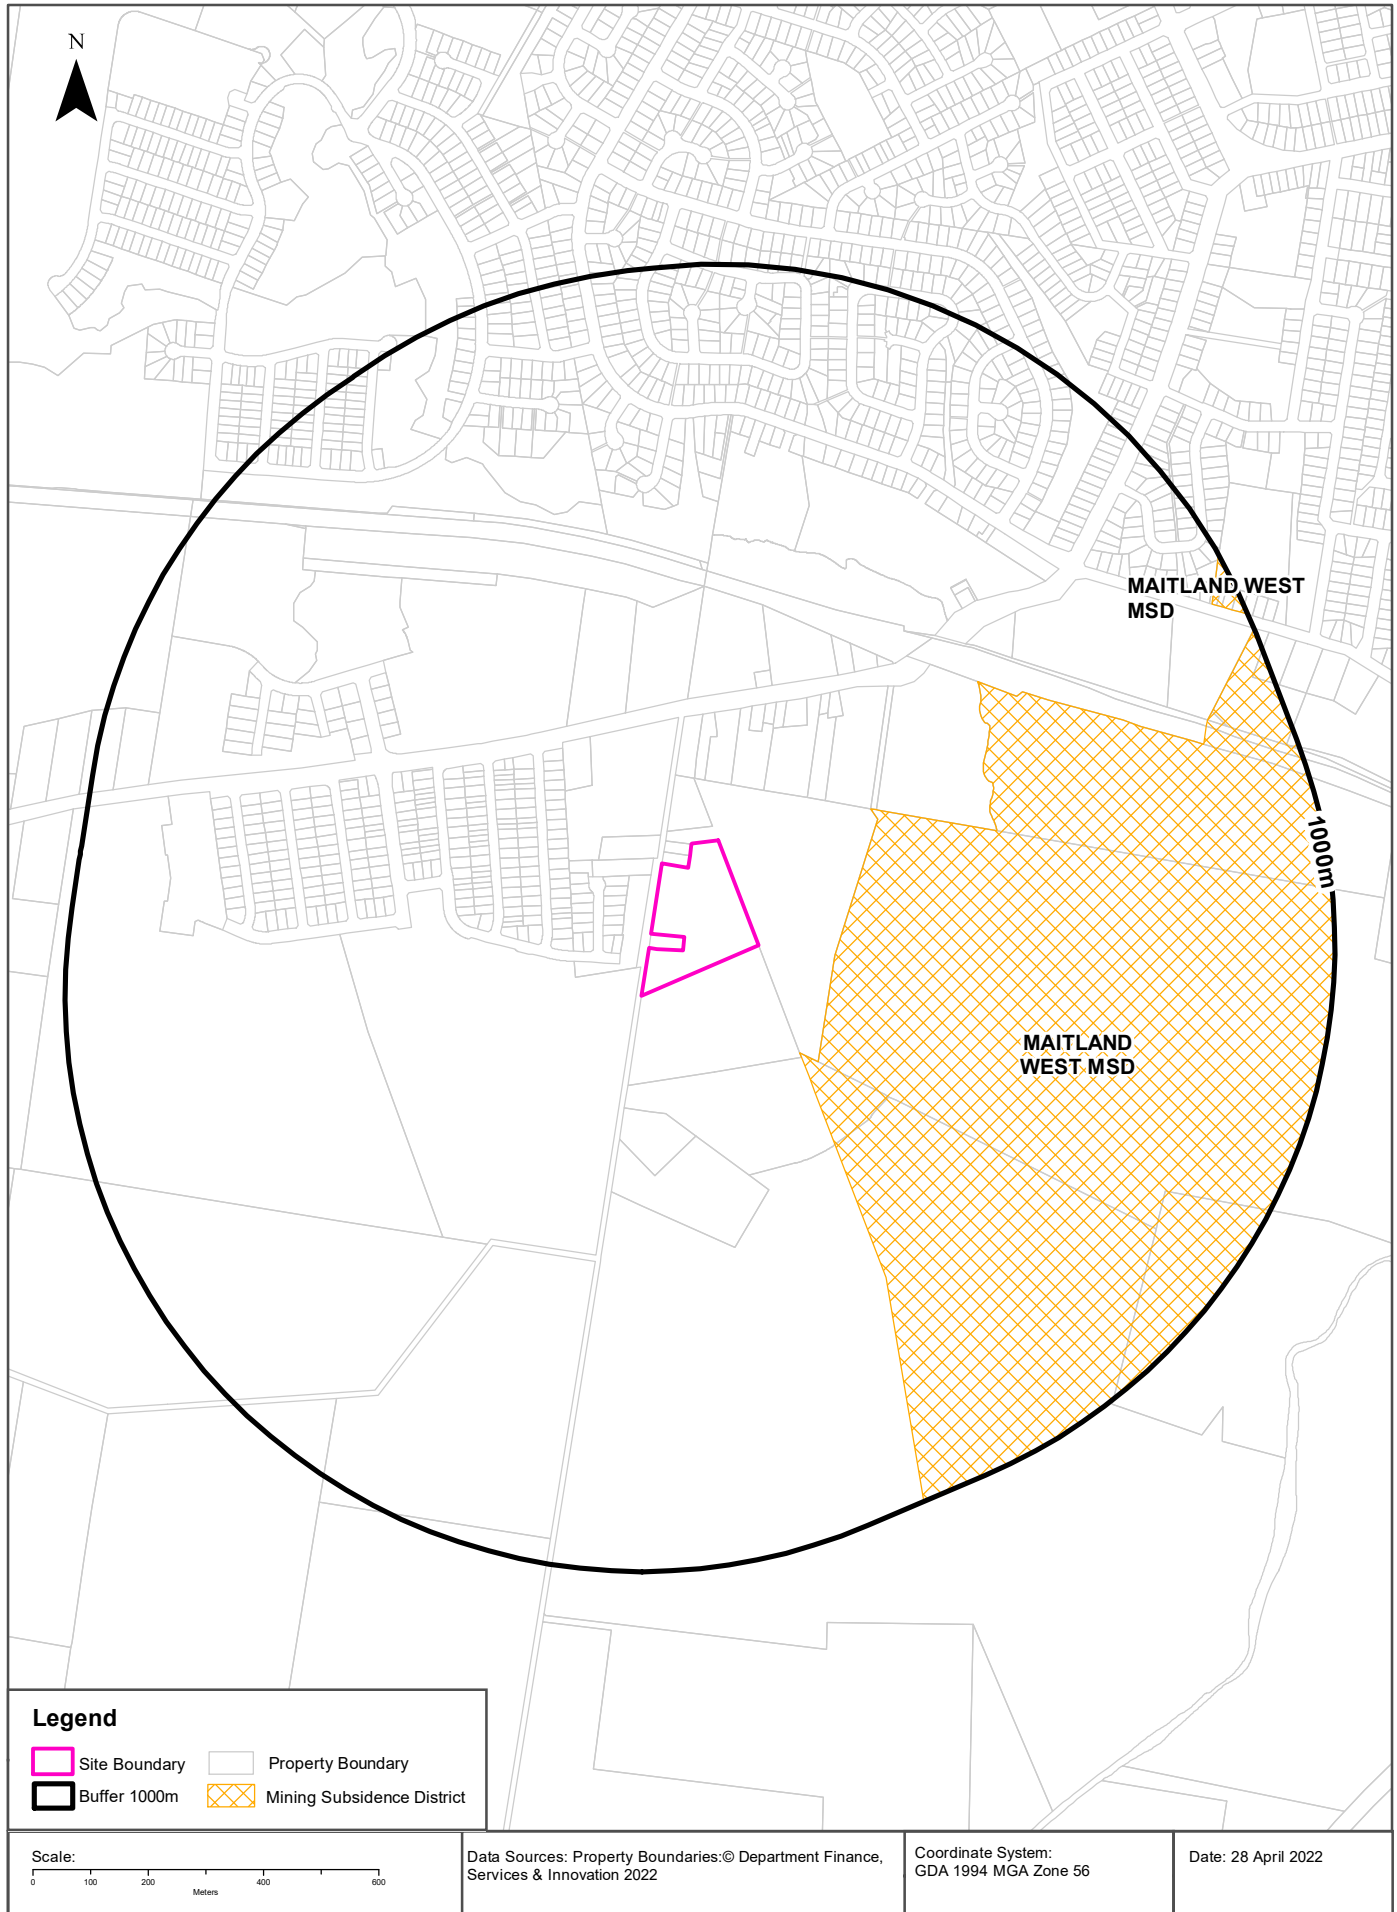 N
MAITLAND WEST
MSD
1000m
MAITLAND
WEST MSD
Legend
Site Boundary
Property Boundary
Buffer 1000m
Mining Subsidence District
Scale:
0 100 200 400 600
Meters
Data Sources: Property Boundaries:© Department Finance,
Services & Innovation 2022
Coordinate System:
GDA 1994 MGA Zone 56
Date: 28 April 2022